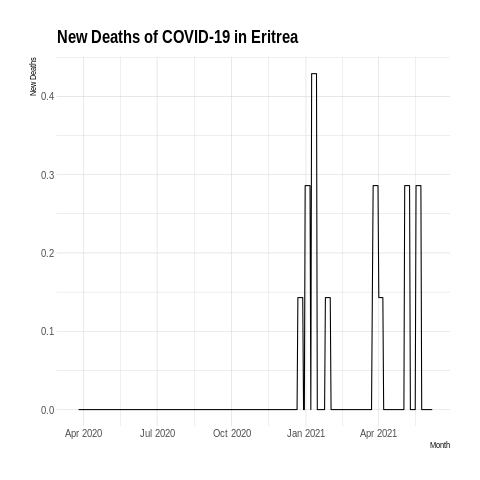 New Deaths of COVID-19 in Eritrea
New Deaths
0.4
0.3
0.2
0.1
0.0
Apr 2020 Jul 2020 Oct 2020 Jan 2021 Apr 2021
Month